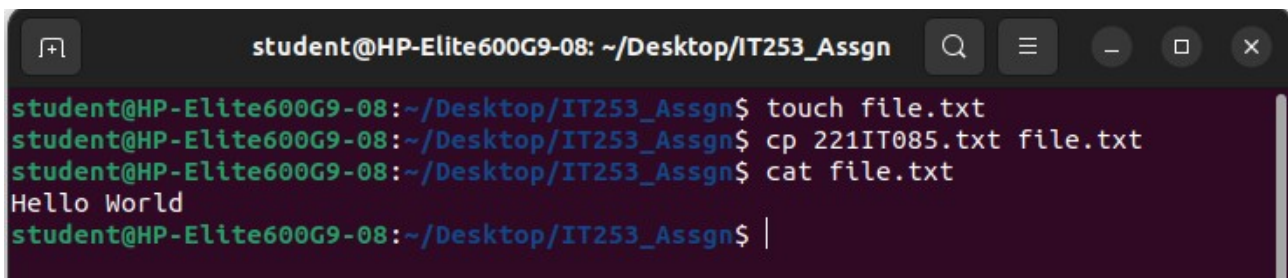 student@HP-Elite600G9-08: ~/Desktop/IT253_Assgn
student@HP-Elite600G9-08:~/Desktop/IT253_Assgn$ touch file.txt
student@HP-Elite600G9-08:~/Desktop/IT253_Assgn$ cp 221IT085.txt file.txt
student@HP-Elite600G9-08:~/Desktop/IT253_Assgn$ cat file.txt
Hello World
student@HP-Elite600G9-08:~/Desktop/IT253_Assgn$